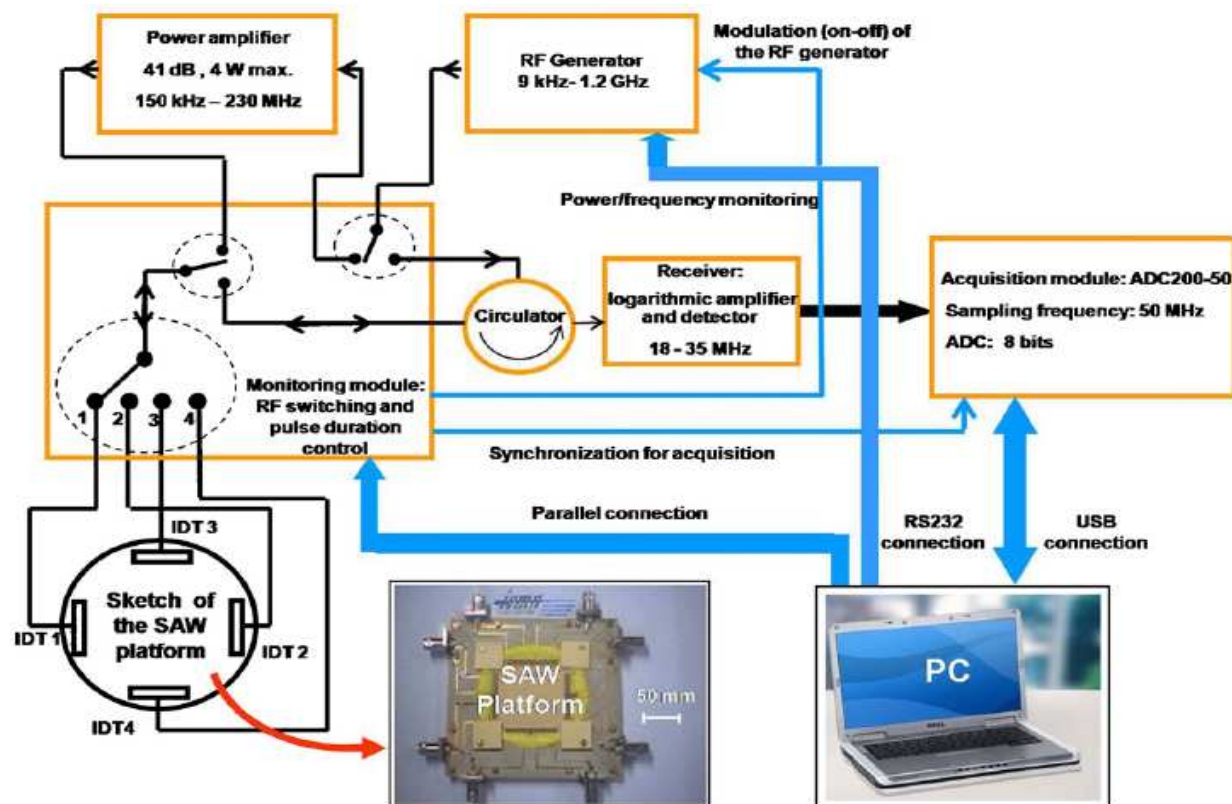 Power amplifier
41 dB , 4 W max.
150 kHz – 230 MHz
RF Generator
9 kHz- 1.2 GHz
Modulation (on-off) of
the RF generator
Power/frequency monitoring
Receiver:
logarithmic amplifier
and detector
18 - 35 MHz
Circulator
Acquisition module: ADC200-50
Sampling frequency: 50 MHz
ADC: 8 bits
1 2 3 4
Monitoring module:
RF switching and
pulse duration
control
Synchronization for acquisition
Parallel connection
RS232
connection
USB
connection
IDT 3
IDT 1
Sketch of
the SAW
platform
IDT 2
IDT4
SAW
Platform
50 mm
PC
DELL